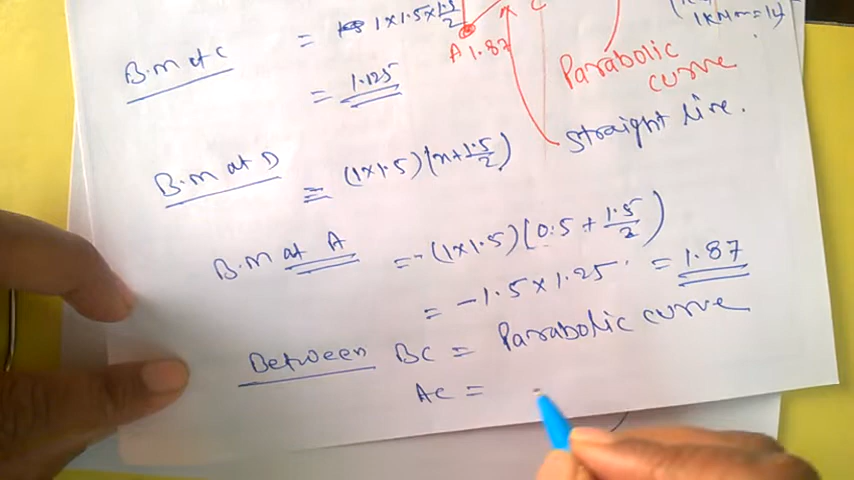 B.M at C = 1×1.5×1.5/2
= 1.125
A 1.87
C
1KNm=1
Parabolic
curve
Straight line.
B.M at D = (1×1.5)(x+1.5/2)
B.M at A = -(1×1.5)(0.5+1.5/2)
= -1.5×1.25 = 1.87
Between BC = Parabolic curve
AC =